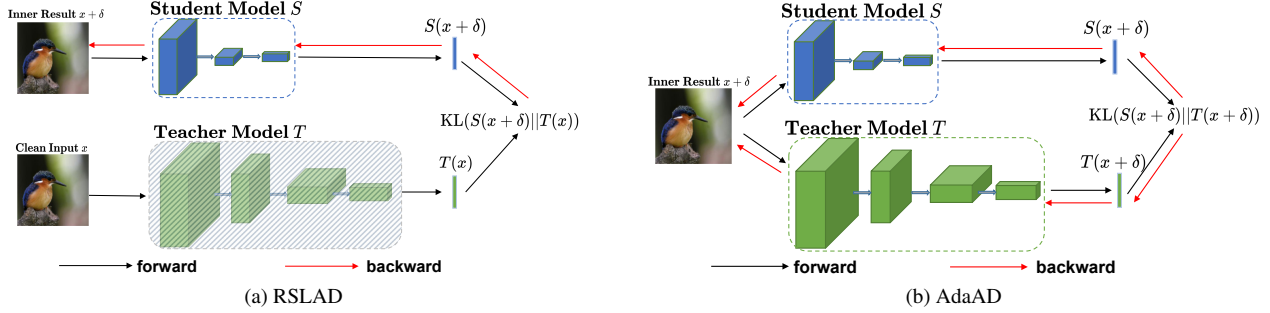 Inner Result x + δ
Student Model S
S(x + δ)
KL(S(x + δ)||T(x))
Teacher Model T
Clean Input x
T(x)
forward
backward
(a) RSLAD
Student Model S
S(x + δ)
Inner Result x + δ
KL(S(x + δ)||T(x + δ))
Teacher Model T
T(x + δ)
forward
backward
(b) AdaAD